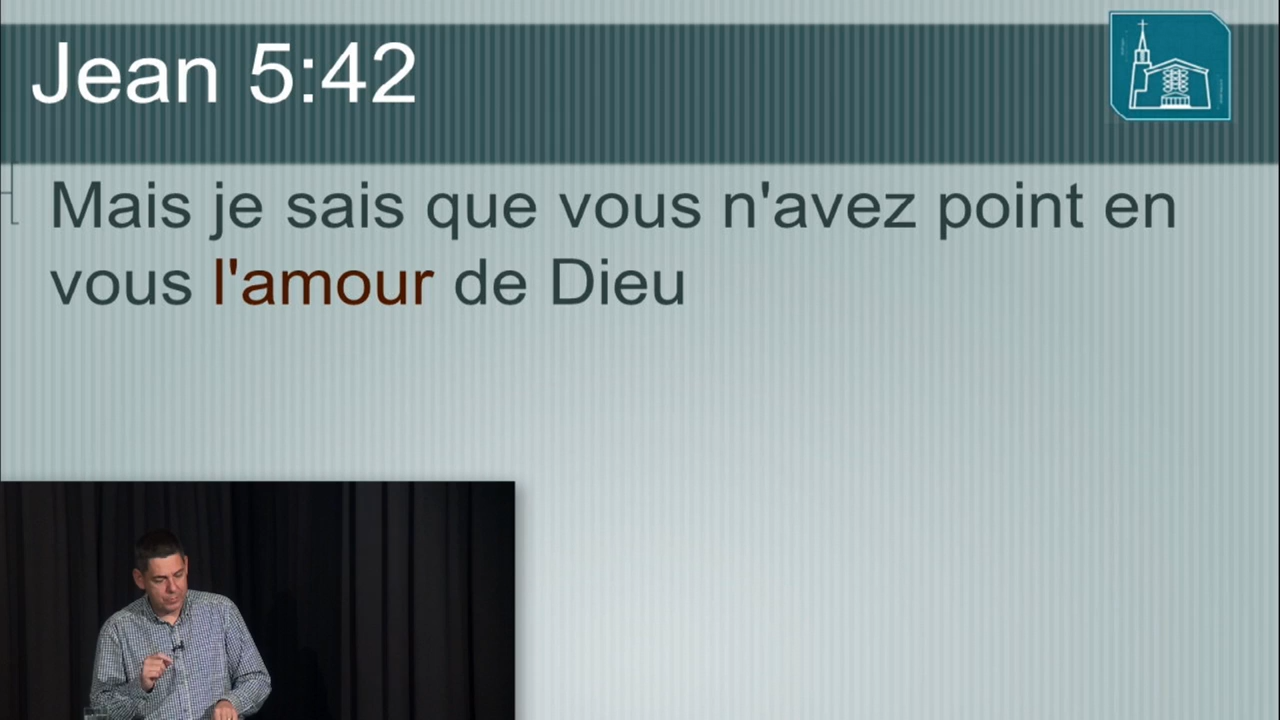 Jean 5:42
Mais je sais que vous n'avez point en
vous l'amour de Dieu